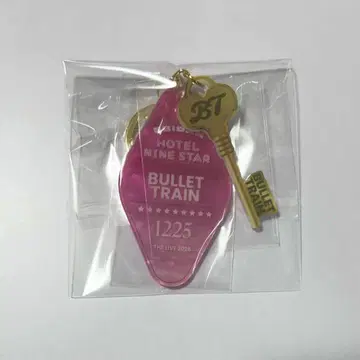 HOTEL
NINE STAR
BULLET
TRAIN
★★★★★★★★★
1225
BT
BULLET
TRAIN